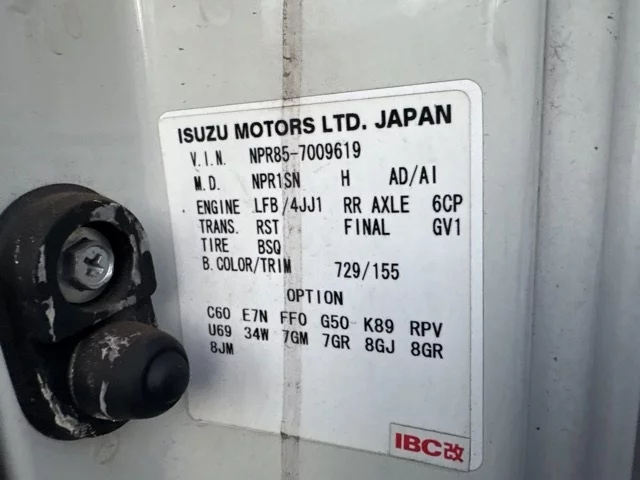 ISUZU MOTORS LTD. JAPAN
V.I.N. NPR85-7009619
M.D. NPR1SN H AD/AI
ENGINE LFB/4JJ1 RR AXLE 6CP
TRANS. RST FINAL GV1
TIRE BSQ
B.COLOR/TRIM 729/155
OPTION
C60 E7N FF0 G50 K89 RPV
U69 34W 7GM 7GR 8GJ 8GR
8JM
IBC改